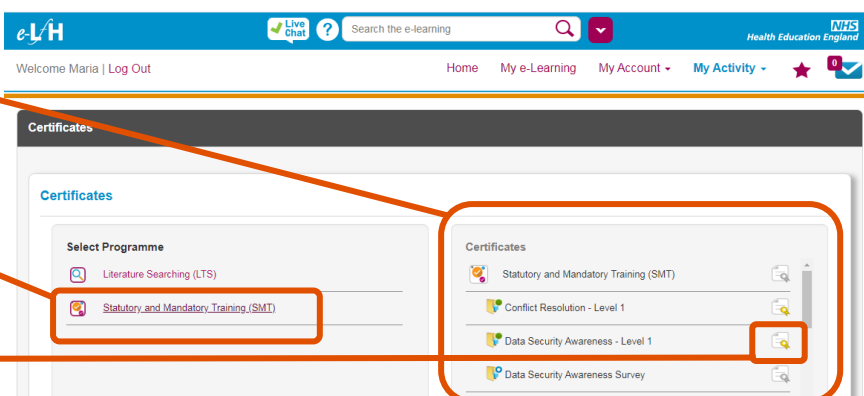 e-LfH
Live Chat
?
Search the e-learning
NHS
Health Education England
Welcome Maria | Log Out
Home My e-Learning My Account My Activity 0
Certificates
Certificates
Select Programme
Literature Searching (LTS)
Statutory and Mandatory Training (SMT)
Certificates
Statutory and Mandatory Training (SMT)
Conflict Resolution - Level 1
Data Security Awareness - Level 1
Data Security Awareness Survey